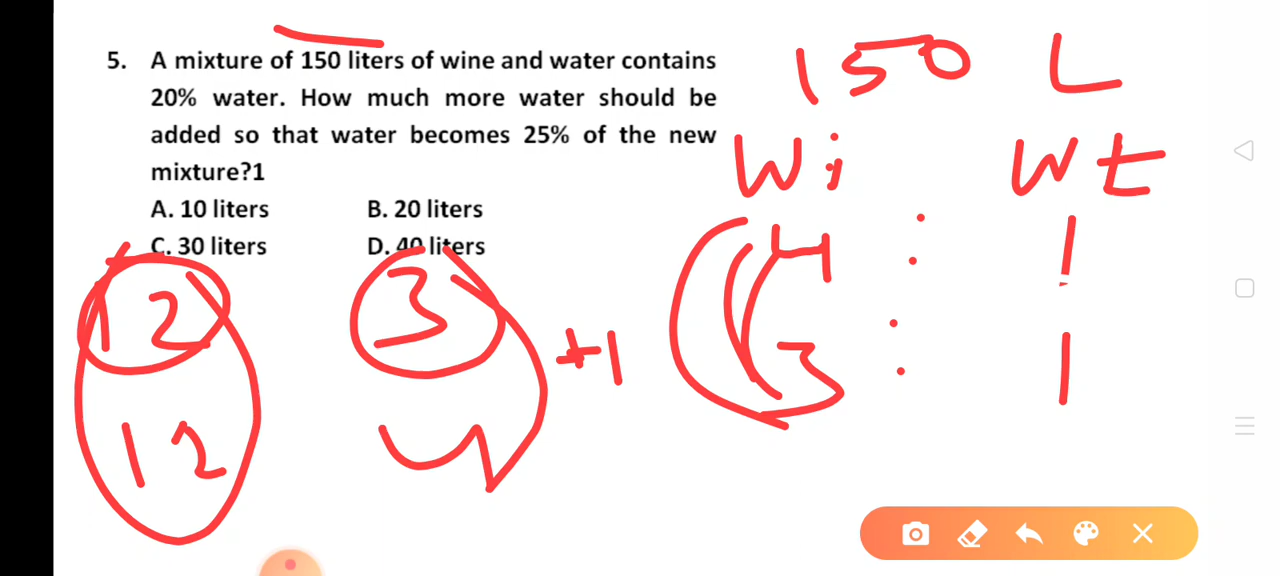 5. A mixture of 150 liters of wine and water contains
20% water. How much more water should be
added so that water becomes 25% of the new
mixture?1
A. 10 liters B. 20 liters
C. 30 liters D. 40 liters
150 L
Wi Wt
4 : 1
3 : 1
12 3 +1
12 4